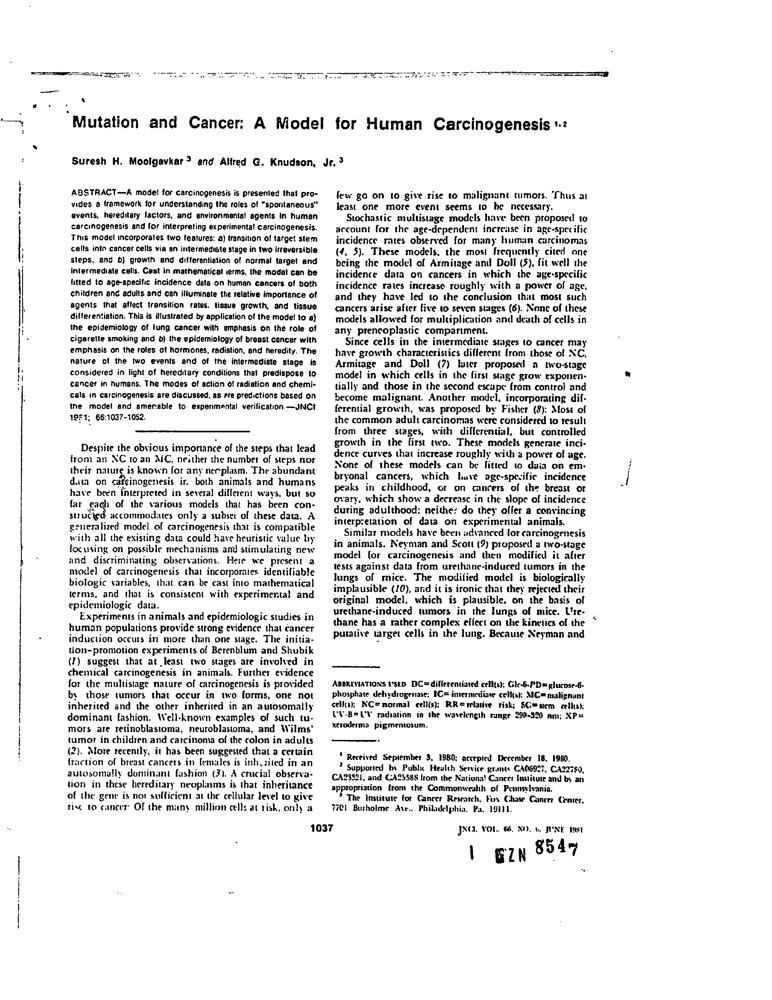 Mutation and Cancer: A Model for Human Carcinogenesis 1, 2
Suresh H. Moolgavkar 3 and Alfred G. Knudson, Jr. 3
ABSTRACT—A model for carcinogenesis is presented that pro-
vides a framework for understanding the roles of "spontaneous"
events, hereditary factors, and environmental agents in human
carcinogenesis and for interpreting experimental carcinogenesis.
This model incorporates two features: a) transition of target stem
cells into cancer cells via an intermediate stage in two irreversible
steps, and b) growth and differentiation of normal target and
intermediate cells. Cast in mathematical terms, the model can be
fitted to age-specific incidence data on human cancers of both
children and adults and can illuminate the relative importance of
agents that affect transition rates, tissue growth, and tissue
differentiation. This is illustrated by application of the model to a)
the epidemiology of lung cancer with emphasis on the role of
cigarette smoking and b) the epidemiology of breast cancer with
emphasis on the roles of hormones, radiation, and heredity. The
nature of the two events and of the intermediate stage is
considered in light of hereditary conditions that predispose to
cancer in humans. The modes of action of radiation and chemi-
cals in carcinogenesis are discussed, as are predictions based on
the model and amenable to experimental verification.—JNCI
1981; 66:1037-1052.
Despite the obvious importance of the steps that lead
from an NC to an MC, neither the number of steps nor
their nature is known for any neoplasm. The abundant
data on carcinogenesis in both animals and humans
have been interpreted in several different ways, but so
far each of the various models that has been con-
structed accommodates only a subset of these data. A
generalized model of carcinogenesis that is compatible
with all the existing data could have heuristic value by
focusing on possible mechanisms and stimulating new
and discriminating observations. Here we present a
model of carcinogenesis that incorporates identifiable
biologic variables, that can be cast into mathematical
terms, and that is consistent with experimental and
epidemiologic data.
Experiments in animals and epidemiologic studies in
human populations provide strong evidence that cancer
induction occurs in more than one stage. The initia-
tion-promotion experiments of Berenblum and Shubik
(1) suggest that at least two stages are involved in
chemical carcinogenesis in animals. Further evidence
for the multistage nature of carcinogenesis is provided
by those tumors that occur in two forms, one not
inherited and the other inherited in an autosomally
dominant fashion. Well-known examples of such tu-
mors are retinoblastoma, neuroblastoma, and Wilms'
tumor in children and carcinoma of the colon in adults
(2). More recently, it has been suggested that a certain
fraction of breast cancers in females is inherited in an
autosomally dominant fashion (3). A crucial observa-
tion in these hereditary neoplasms is that inheritance
of the gene is not sufficient at the cellular level to give
rise to cancer. Of the many million cells at risk, only a
few go on to give rise to malignant tumors. Thus at
least one more event seems to be necessary.
Stochastic multistage models have been proposed to
account for the age-dependent increase in age-specific
incidence rates observed for many human carcinomas
(4, 5). These models, the most frequently cited one
being the model of Armitage and Doll (5), fit well the
incidence data on cancers in which the age-specific
incidence rates increase roughly with a power of age,
and they have led to the conclusion that most such
cancers arise after five to seven stages (6). None of these
models allowed for multiplication and death of cells in
any preneoplastic compartment.
Since cells in the intermediate stages to cancer may
have growth characteristics different from those of NC,
Armitage and Doll (7) later proposed a two-stage
model in which cells in the first stage grow exponen-
tially and those in the second escape from control and
become malignant. Another model, incorporating dif-
ferential growth, was proposed by Fisher (8): Most of
the common adult carcinomas were considered to result
from three stages, with differential, but controlled
growth in the first two. These models generate inci-
dence curves that increase roughly with a power of age.
None of these models can be fitted to data on em-
bryonal cancers, which have age-specific incidence
peaks in childhood, or on cancers of the breast or
ovary, which show a decrease in the slope of incidence
during adulthood; neither do they offer a convincing
interpretation of data on experimental animals.
Similar models have been advanced for carcinogenesis
in animals. Neyman and Scott (9) proposed a two-stage
model for carcinogenesis and then modified it after
tests against data from urethane-induced tumors in the
lungs of mice. The modified model is biologically
implausible (10), and it is ironic that they rejected their
original model, which is plausible, on the basis of
urethane-induced tumors in the lungs of mice. Ure-
thane has a rather complex effect on the kinetics of the
putative target cells in the lung. Because Neyman and
ABBREVIATIONS USED: DC=differentiated cell(s); Glc-6-PD=glucose-6-
phosphate dehydrogenase; IC=intermediate cell(s); MC=malignant
cell(s); NC=normal cell(s); RR=relative risk; SC=stem cell(s);
UV-B=UV radiation in the wavelength range 290-320 nm; XP=
xeroderma pigmentosum.
1 Received September 3, 1980; accepted December 18, 1980.
2 Supported by Public Health Service grants CA06927, CA22780,
CA23321, and CA25588 from the National Cancer Institute and by an
appropriation from the Commonwealth of Pennsylvania.
3 The Institute for Cancer Research, Fox Chase Cancer Center,
7701 Burholme Ave., Philadelphia, Pa. 19111.
1037
JNCI, VOL. 66, NO. 6, JUNE 1981
1 GZN 8547